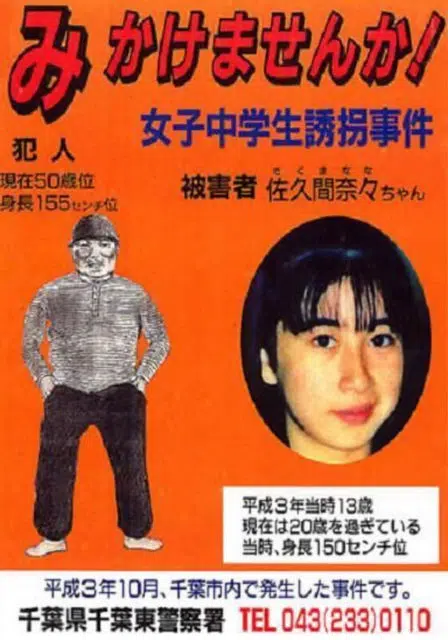 みかけませんか!
女子中学生誘拐事件
犯人
現在50歳位
身長155センチ位
さくまなな
被害者 佐久間奈々ちゃん
平成3年当時13歳
現在は20歳を過ぎている
当時、身長150センチ位
平成3年10月、千葉市内で発生した事件です。
千葉県千葉東警察署 TEL 043(233)0110